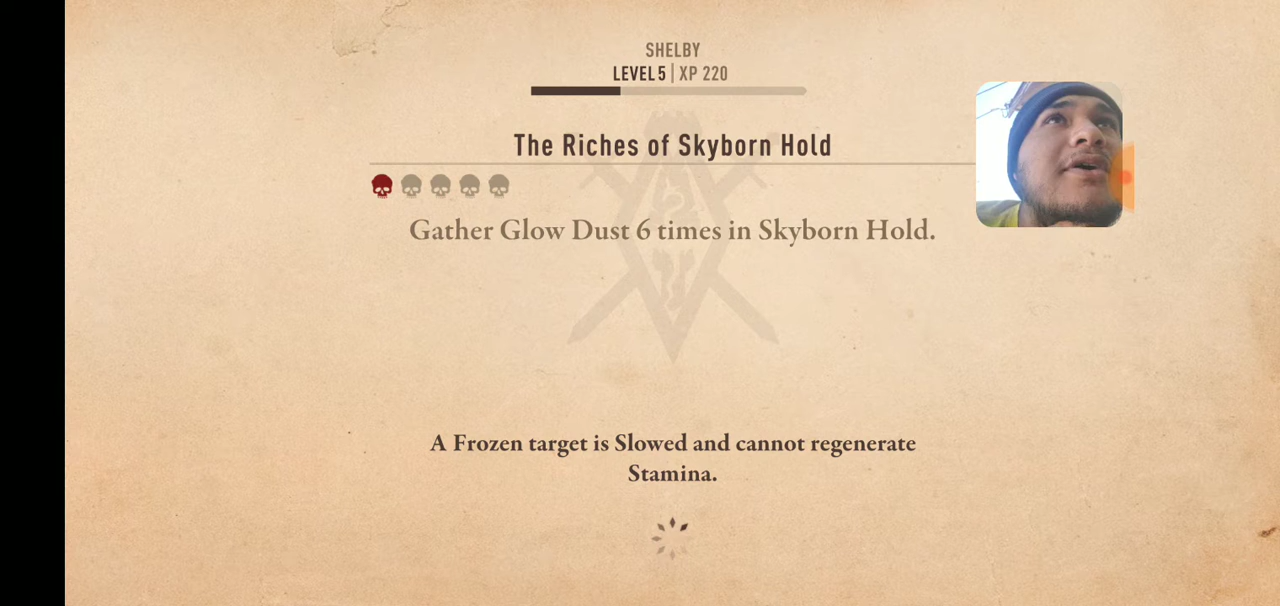 SHELBY
LEVEL 5 | XP 220
The Riches of Skyborn Hold
Gather Glow Dust 6 times in Skyborn Hold.
A Frozen target is Slowed and cannot regenerate
Stamina.